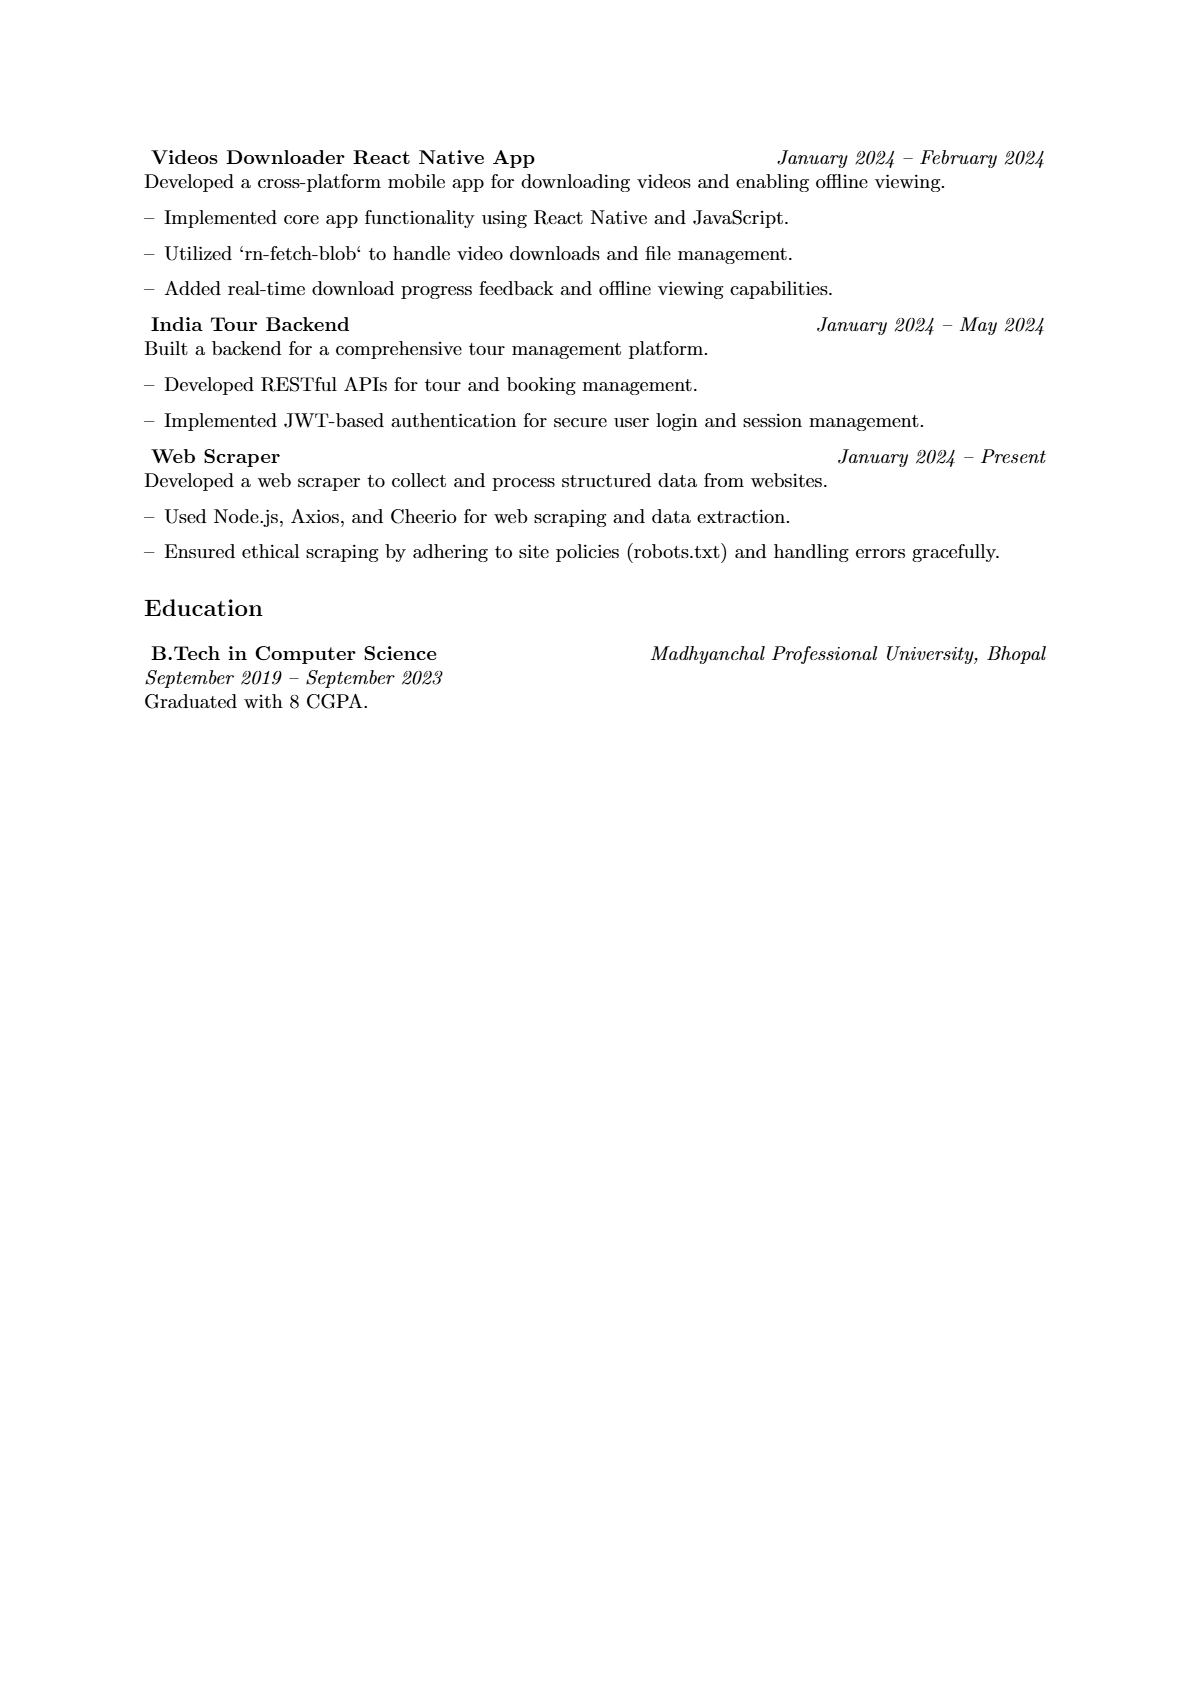 Videos Downloader React Native App January 2024 – February 2024
Developed a cross-platform mobile app for downloading videos and enabling offline viewing.
– Implemented core app functionality using React Native and JavaScript.
– Utilized ‘rn-fetch-blob‘ to handle video downloads and file management.
– Added real-time download progress feedback and offline viewing capabilities.
India Tour Backend January 2024 – May 2024
Built a backend for a comprehensive tour management platform.
– Developed RESTful APIs for tour and booking management.
– Implemented JWT-based authentication for secure user login and session management.
Web Scraper January 2024 – Present
Developed a web scraper to collect and process structured data from websites.
– Used Node.js, Axios, and Cheerio for web scraping and data extraction.
– Ensured ethical scraping by adhering to site policies (robots.txt) and handling errors gracefully.
Education
B.Tech in Computer Science Madhyanchal Professional University, Bhopal
September 2019 – September 2023
Graduated with 8 CGPA.